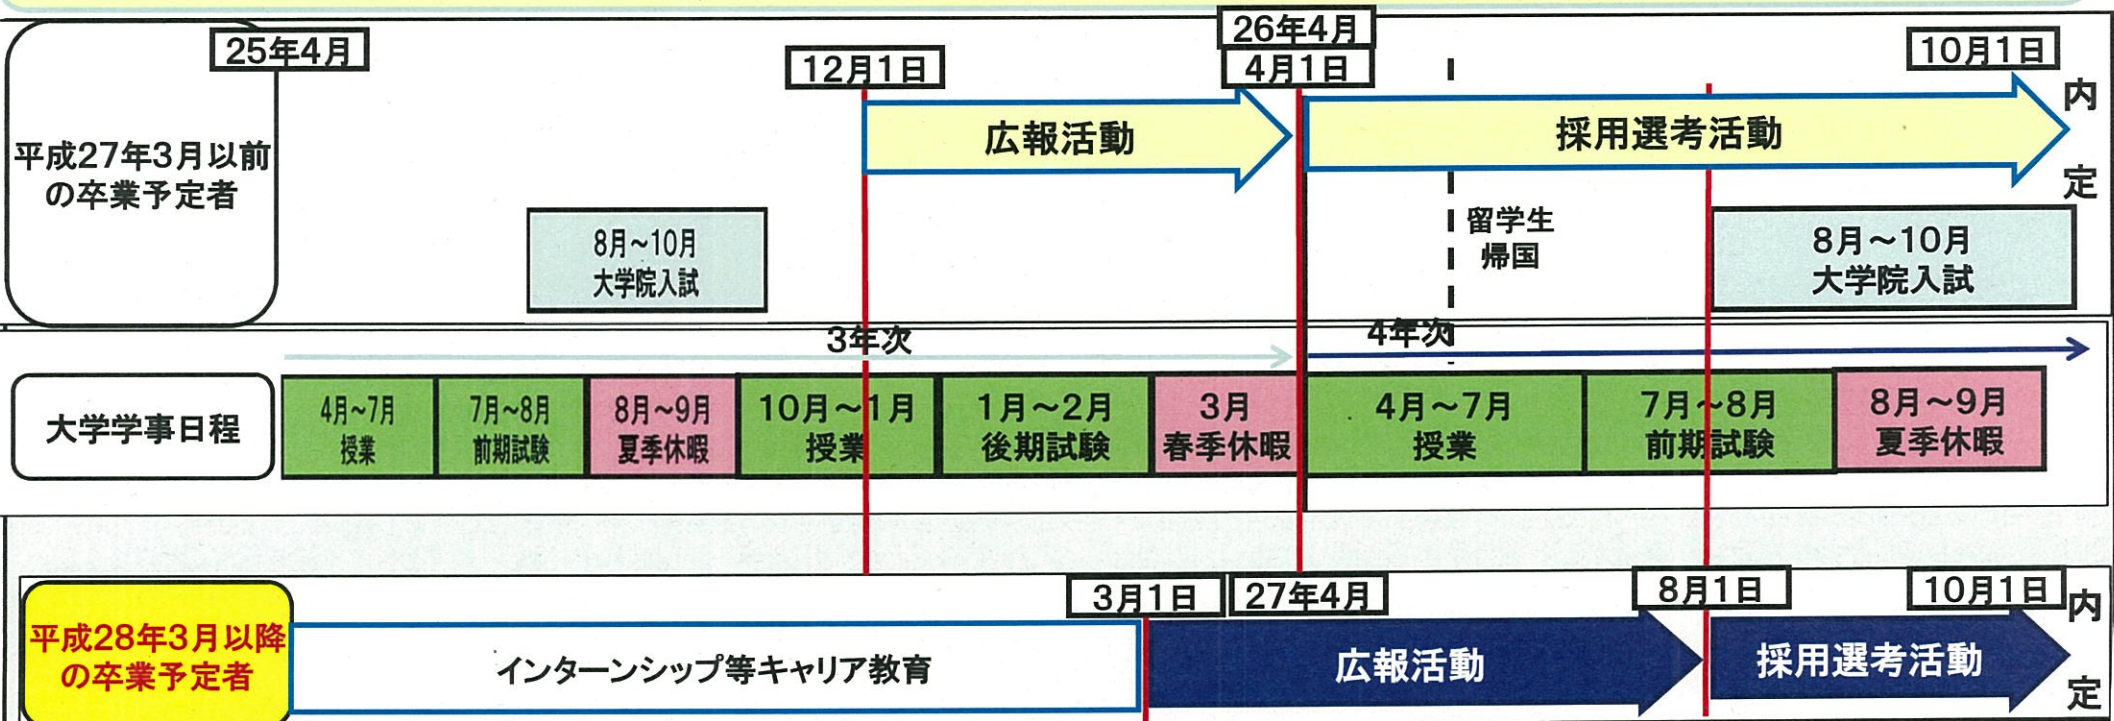 25年4月
12月1日
26年4月
4月1日
10月1日
平成27年3月以前
の卒業予定者
広報活動
採用選考活動
内
定
8月～10月
大学院入試
留学生
帰国
8月～10月
大学院入試
3年次
4年次
大学学事日程
4月～7月
授業
7月～8月
前期試験
8月～9月
夏季休暇
10月～1月
授業
1月～2月
後期試験
3月
春季休暇
4月～7月
授業
7月～8月
前期試験
8月～9月
夏季休暇
3月1日
27年4月
8月1日
10月1日
平成28年3月以降
の卒業予定者
インターンシップ等キャリア教育
広報活動
採用選考活動
内
定